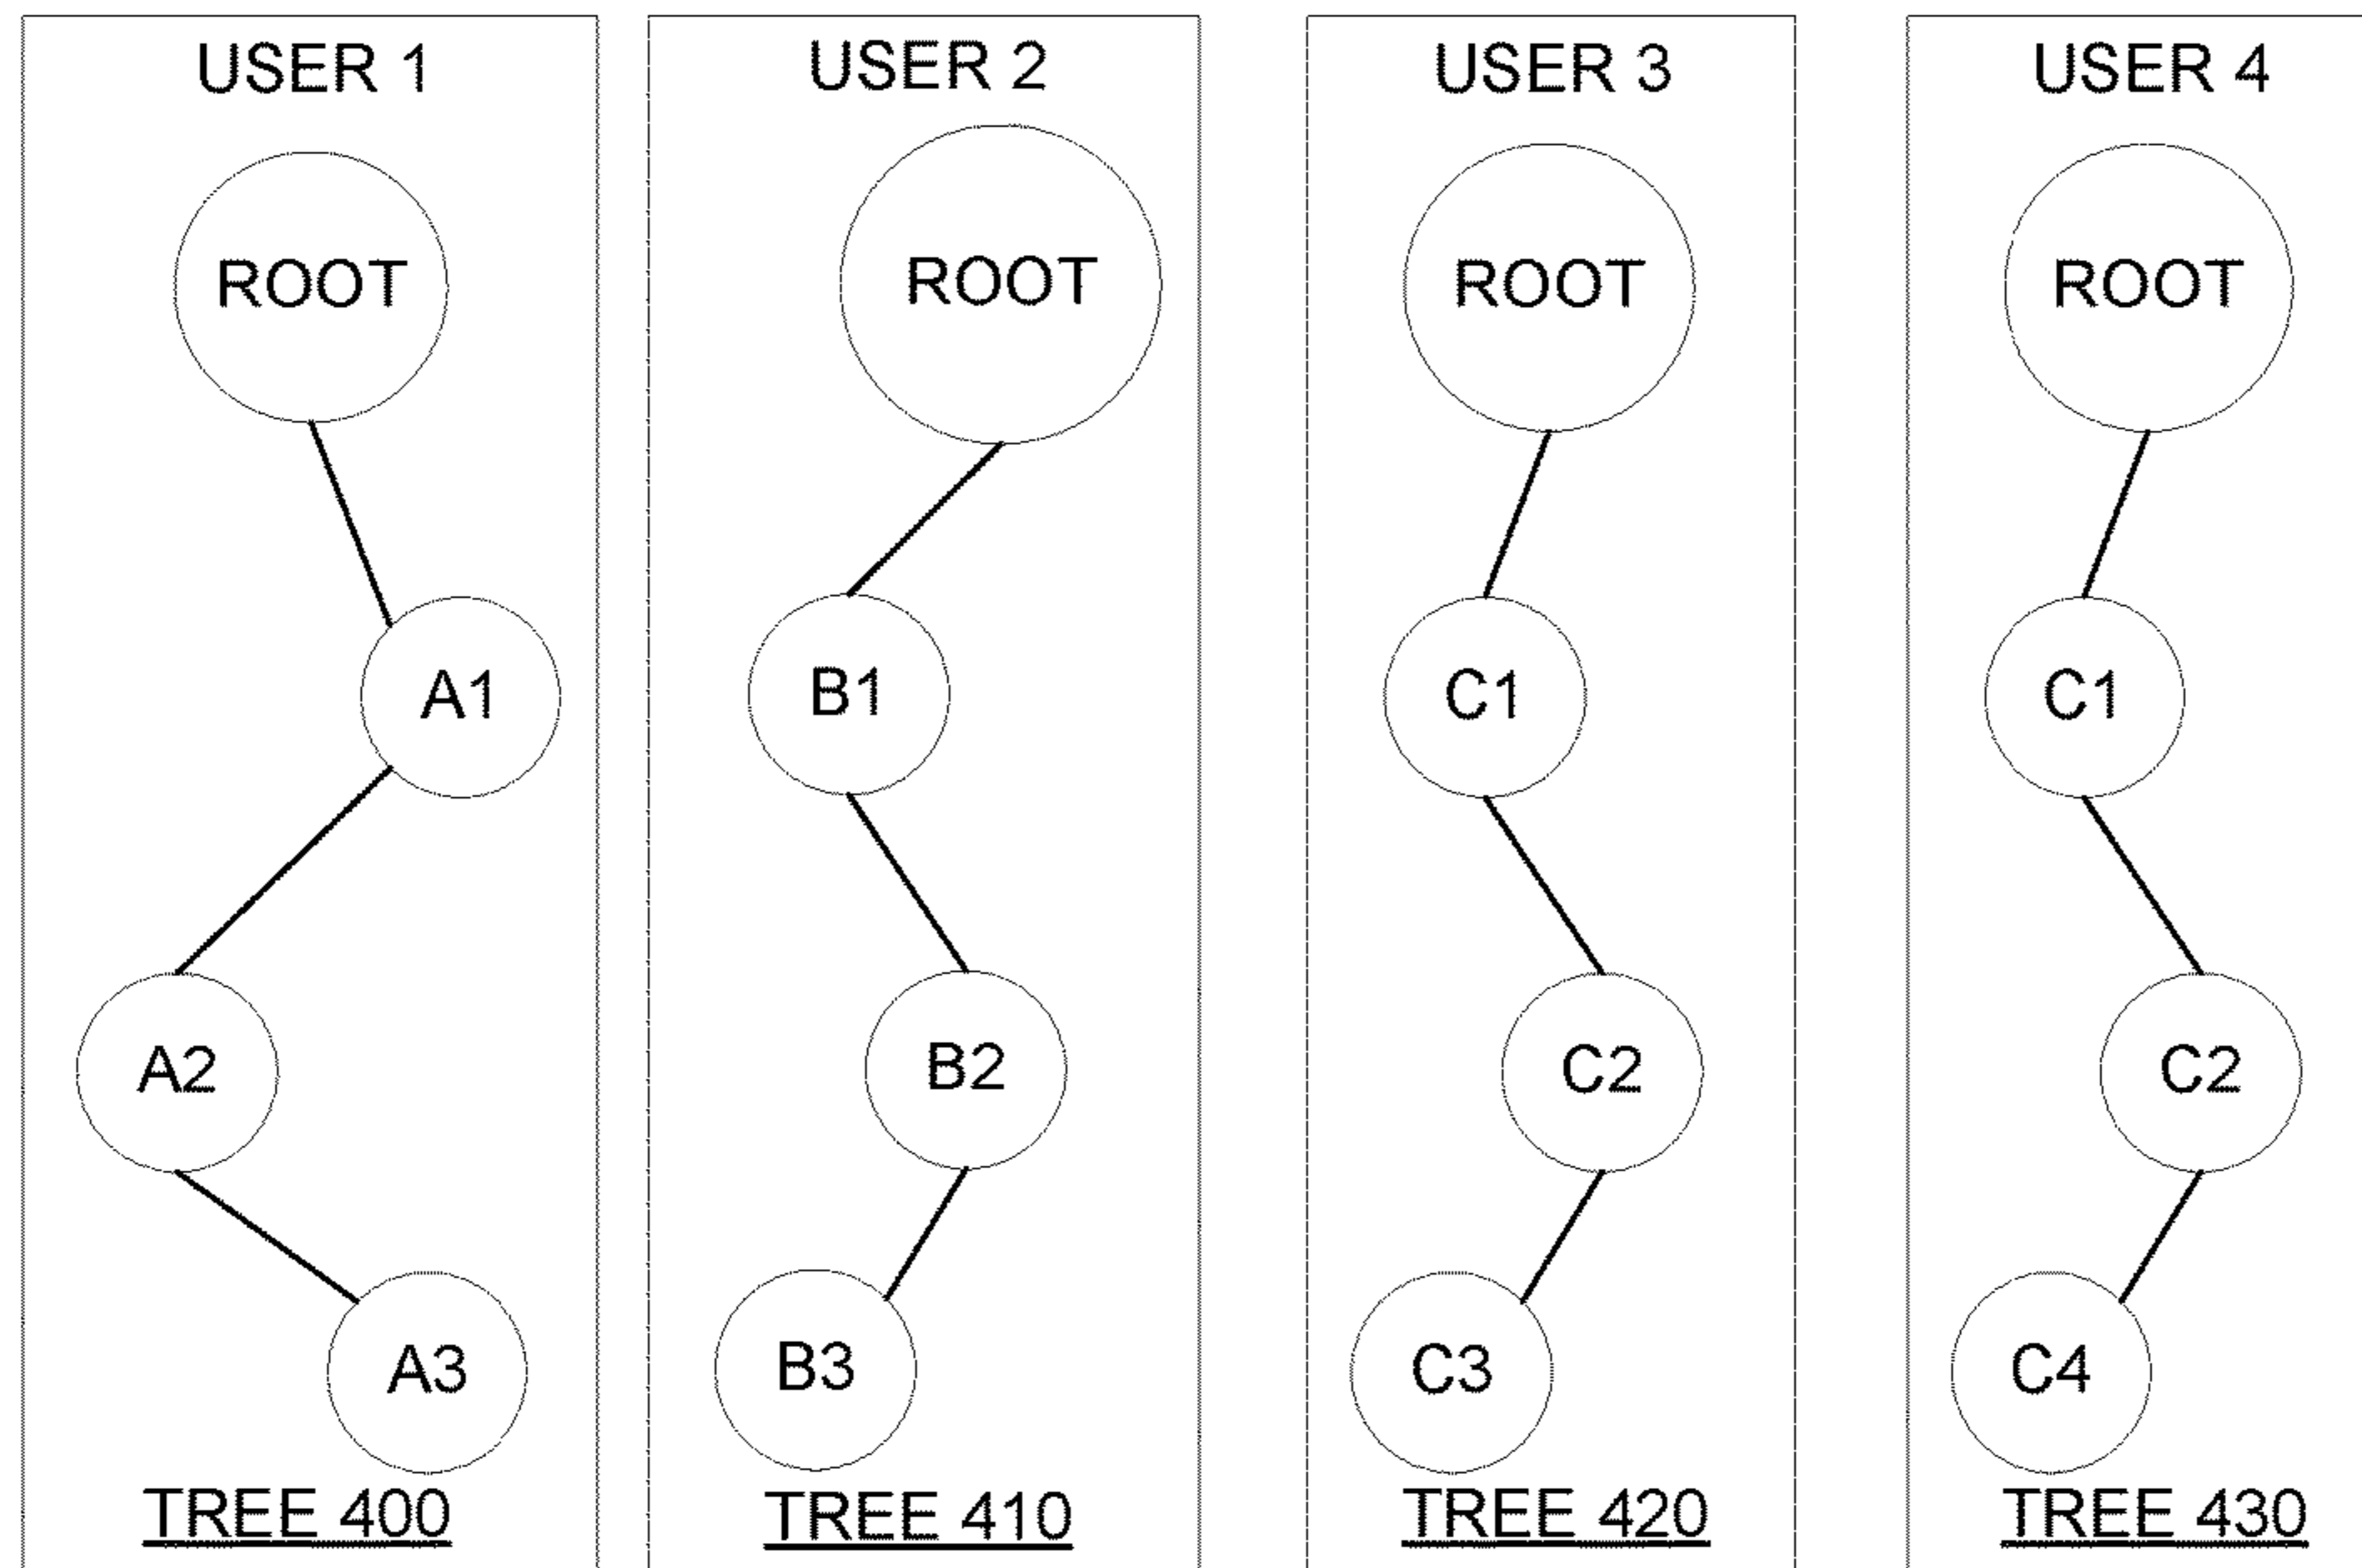 USER 1
ROOT
A1
A2
A3
TREE 400
USER 2
ROOT
B1
B2
B3
TREE 410
USER 3
ROOT
C1
C2
C3
TREE 420
USER 4
ROOT
C1
C2
C4
TREE 430